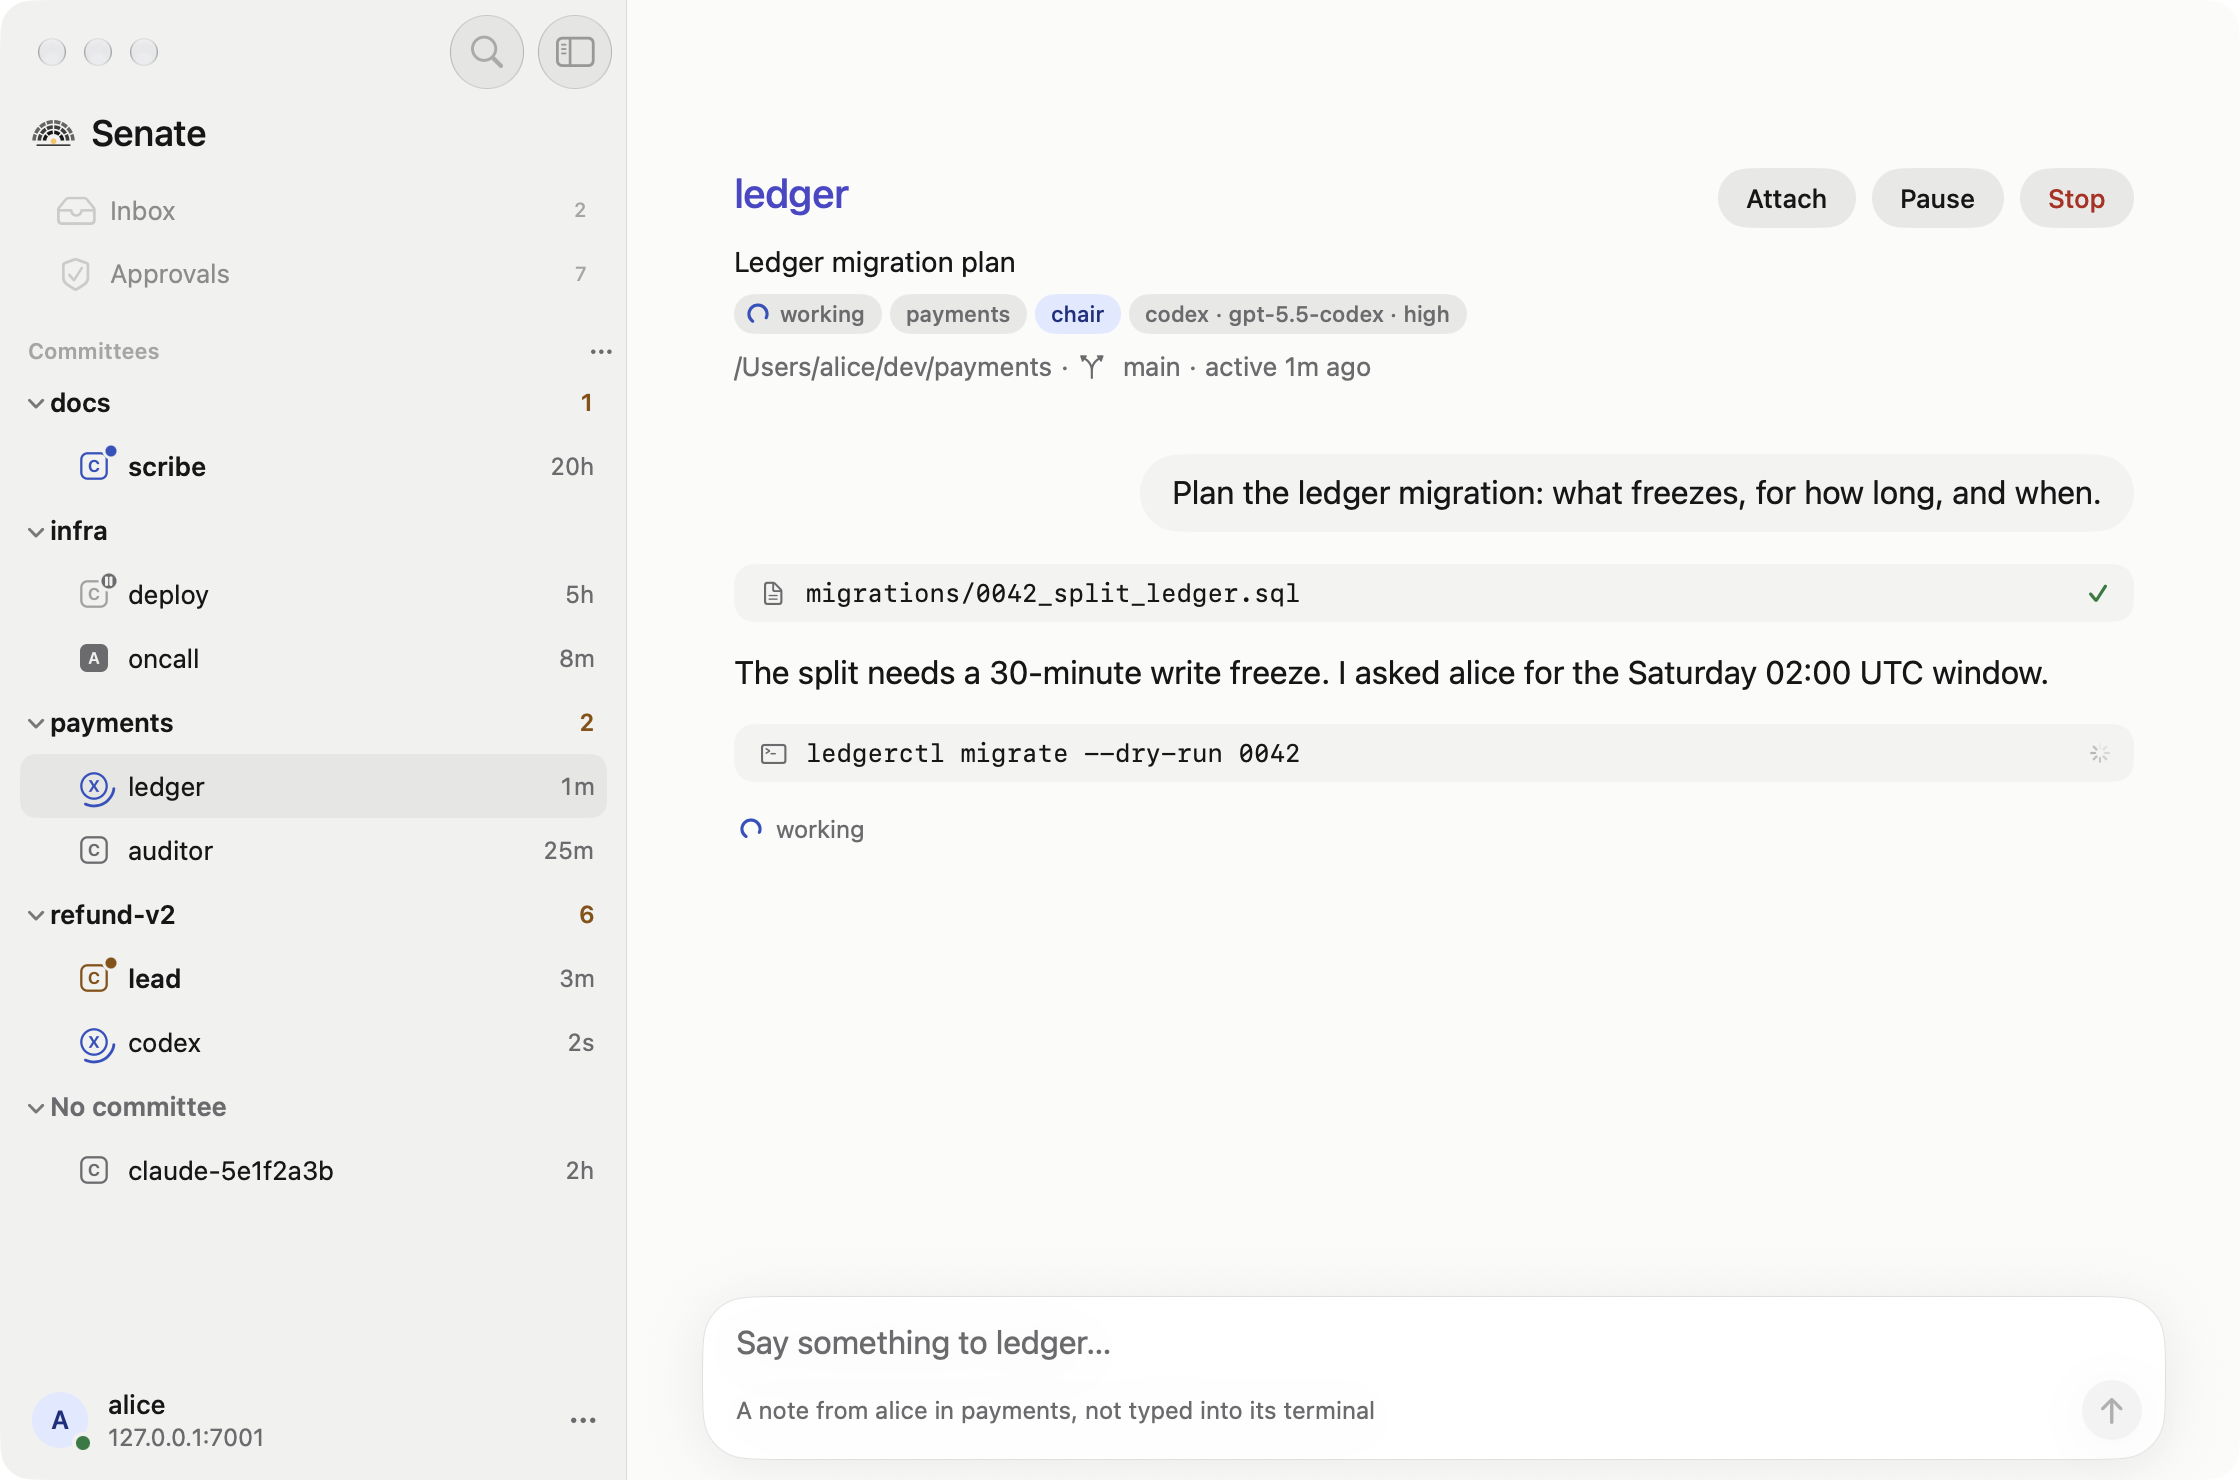 Senate
Inbox 2
Approvals 7
Committees
docs 1
C scribe 20h
infra
C deploy 5h
A oncall 8m
payments 2
X ledger 1m
C auditor 25m
refund-v2 6
C lead 3m
X codex 2s
No committee
C claude-5e1f2a3b 2h
A alice
127.0.0.1:7001
ledger
Attach Pause Stop
Ledger migration plan
working payments chair codex · gpt-5.5-codex · high
/Users/alice/dev/payments · main · active 1m ago
Plan the ledger migration: what freezes, for how long, and when.
migrations/0042_split_ledger.sql
The split needs a 30-minute write freeze. I asked alice for the Saturday 02:00 UTC window.
ledgerctl migrate --dry-run 0042
working
Say something to ledger...
A note from alice in payments, not typed into its terminal